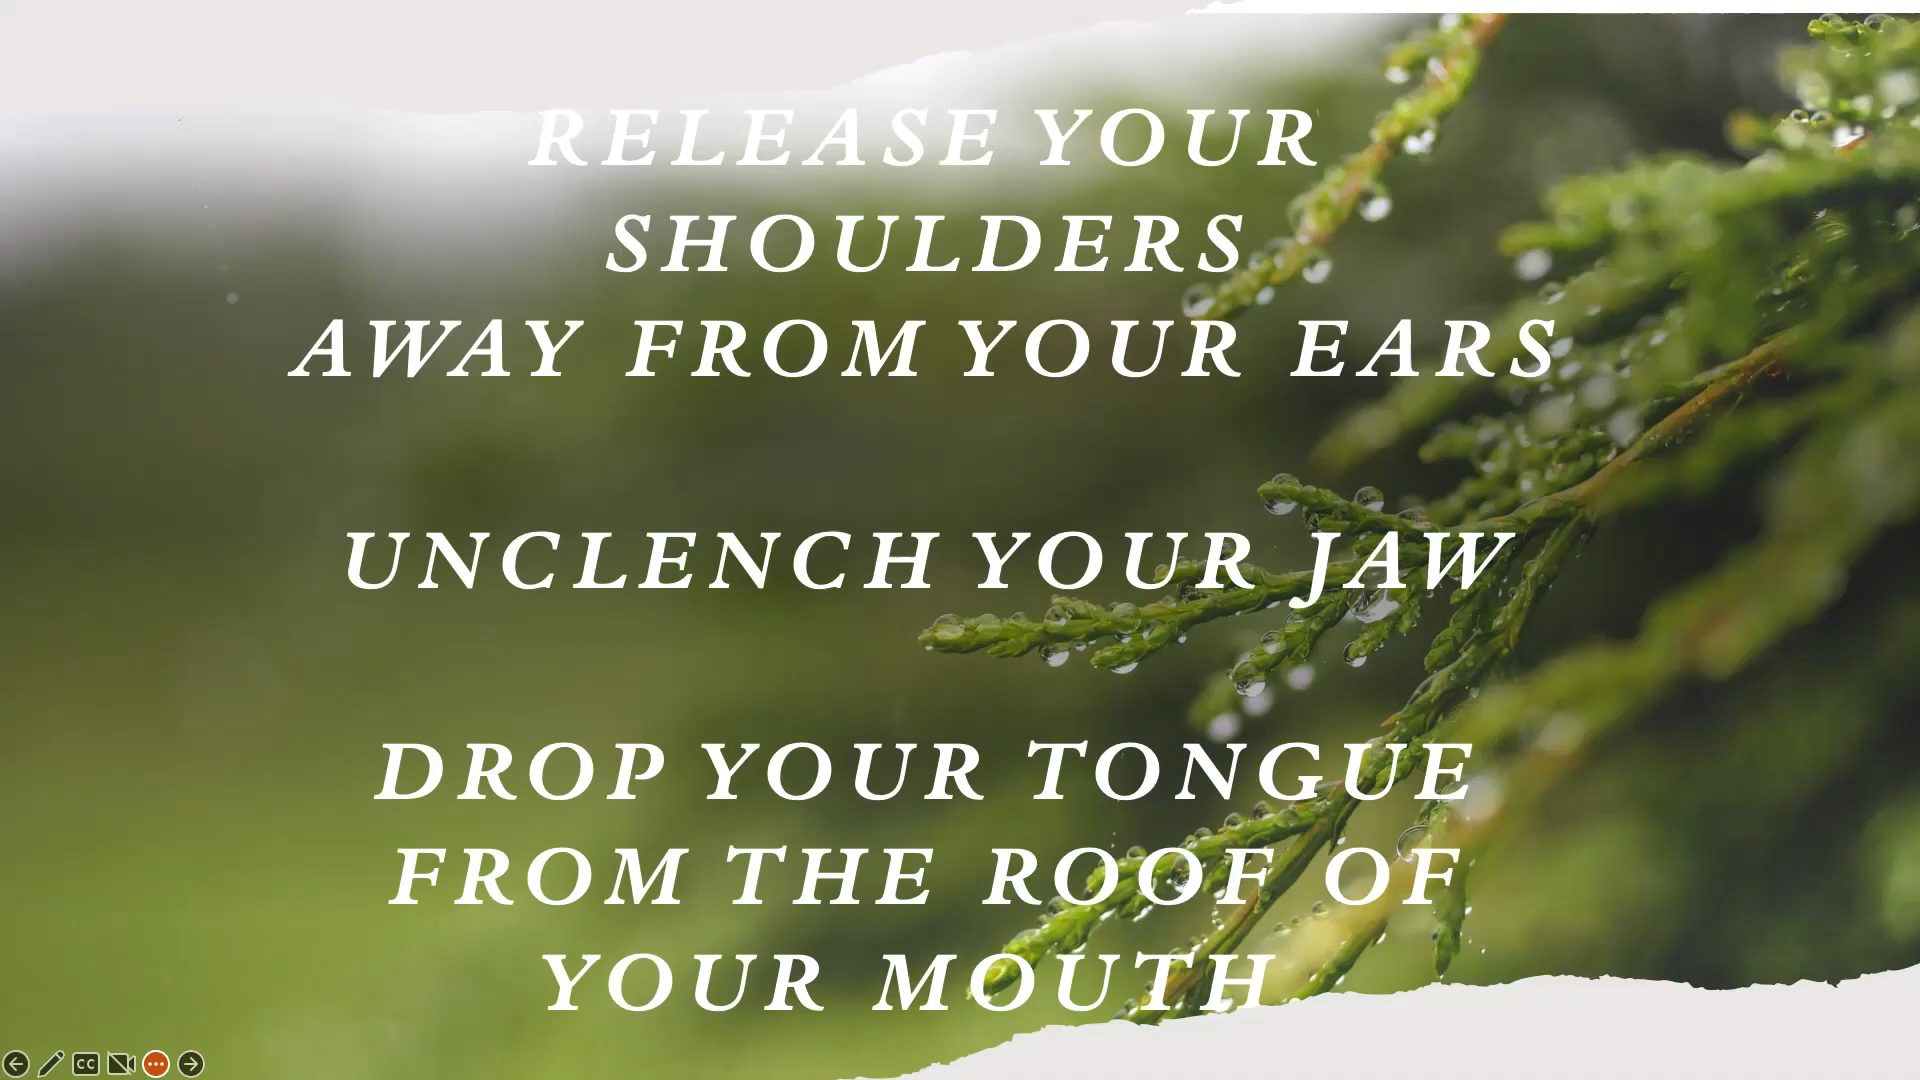 RELEASE YOUR
SHOULDERS
AWAY FROM YOUR EARS
UNCLENCH YOUR JAW
DROP YOUR TONGUE
FROM THE ROOF OF
YOUR MOUTH
CC